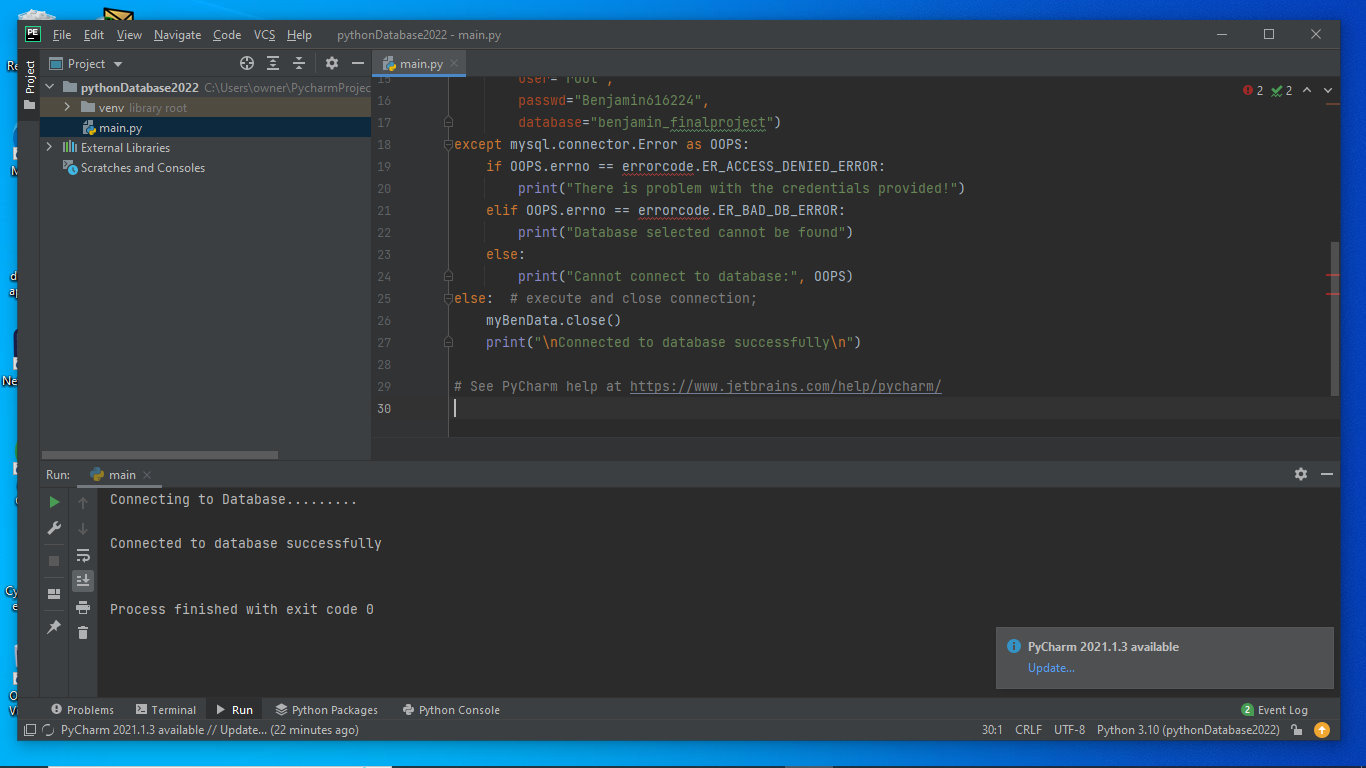 File Edit View Navigate Code VCS Help pythonDatabase2022 - main.py
Project
Project
main.py
pythonDatabase2022 C:\Users\owner\PycharmProjec
venv library root
main.py
External Libraries
Scratches and Consoles
2 2
15 user="root",
16 passwd="Benjamin616224",
17 database="benjamin_finalproject")
18 except mysql.connector.Error as OOPS:
19 if OOPS.errno == errorcode.ER_ACCESS_DENIED_ERROR:
20 print("There is problem with the credentials provided!")
21 elif OOPS.errno == errorcode.ER_BAD_DB_ERROR:
22 print("Database selected cannot be found")
23 else:
24 print("Cannot connect to database:", OOPS)
25 else: # execute and close connection;
26 myBenData.close()
27 print("\nConnected to database successfully\n")
28
29 # See PyCharm help at https://www.jetbrains.com/help/pycharm/
30
Run: main
Connecting to Database.........
Connected to database successfully
Process finished with exit code 0
PyCharm 2021.1.3 available
Update...
Problems Terminal Run Python Packages Python Console 2 Event Log
PyCharm 2021.1.3 available // Update... (22 minutes ago) 30:1 CRLF UTF-8 Python 3.10 (pythonDatabase2022)